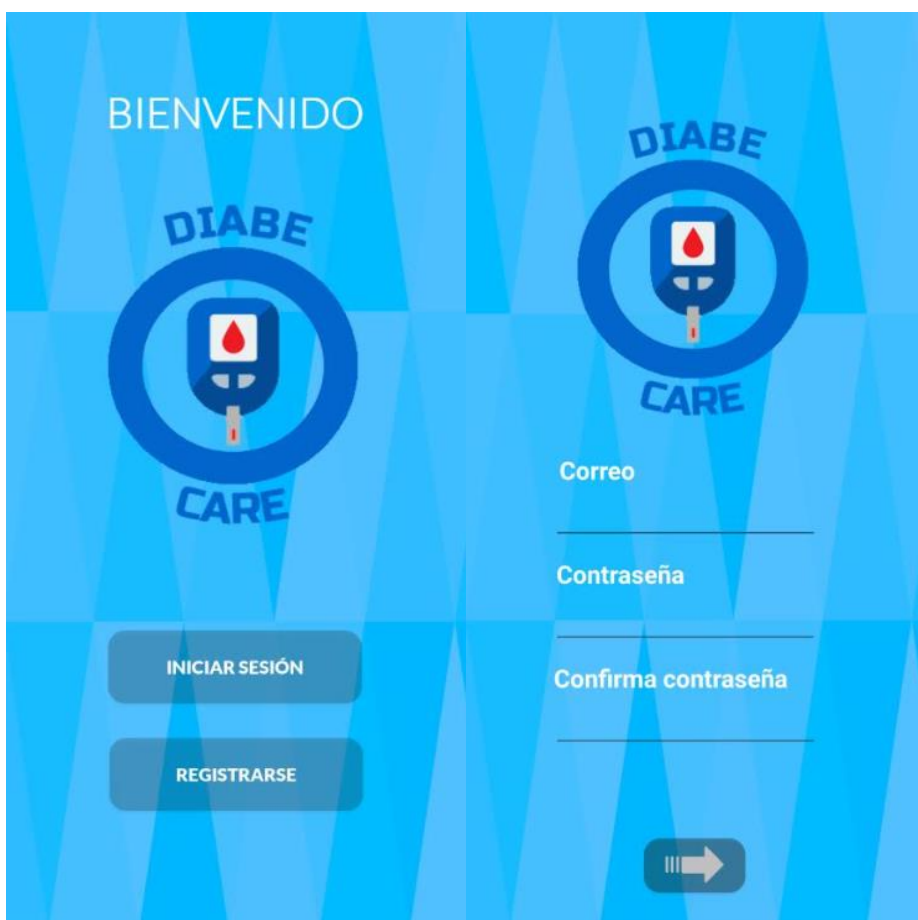 BIENVENIDO
DIABE
CARE
INICIAR SESIÓN
REGISTRARSE
DIABE
CARE
Correo
Contraseña
Confirma contraseña